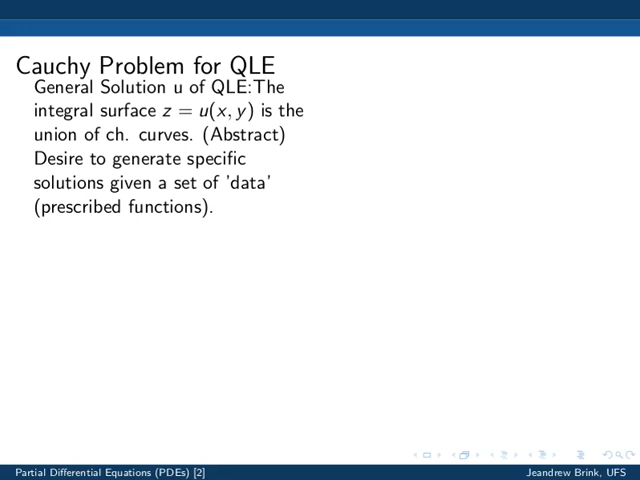 Cauchy Problem for QLE
General Solution u of QLE:The
integral surface z = u(x, y) is the
union of ch. curves. (Abstract)
Desire to generate specific
solutions given a set of 'data'
(prescribed functions).
Partial Differential Equations (PDEs) [2]
Jeandrew Brink, UFS